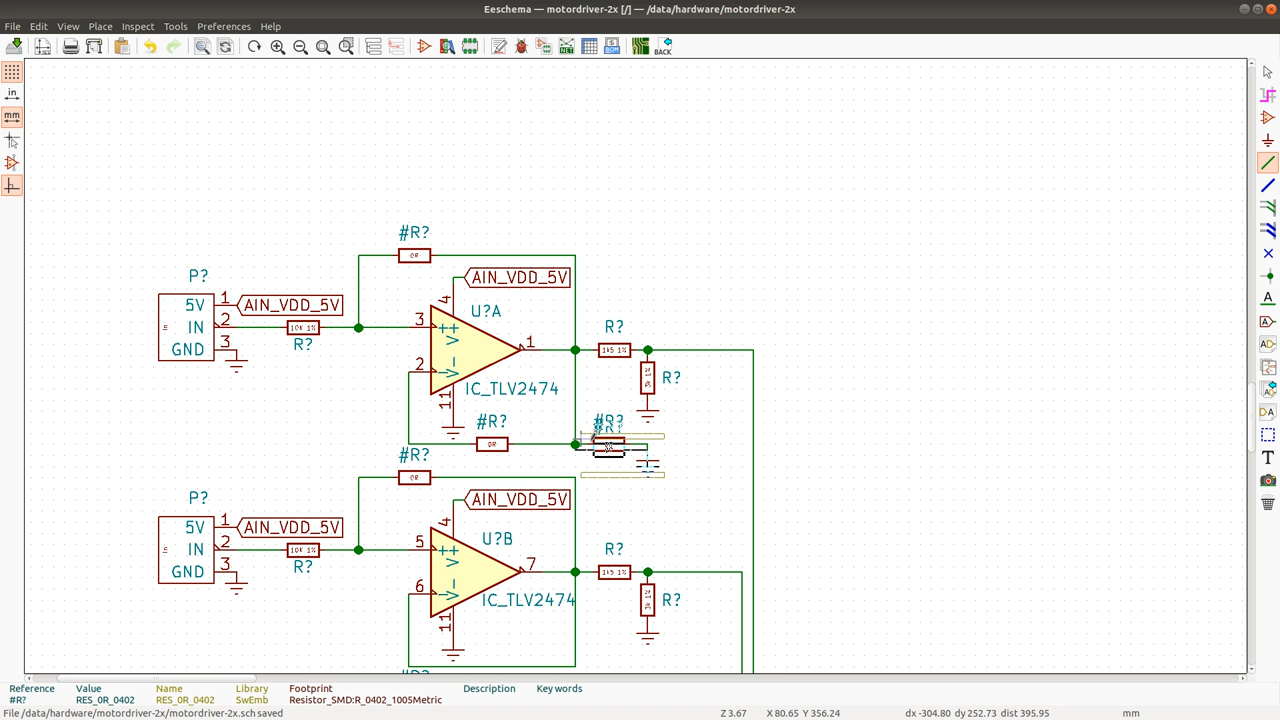 Eeschema — motordriver-2x [/] — /data/hardware/motordriver-2x
File Edit View Place Inspect Tools Preferences Help
BOM
BACK
in
mm
#R?
0R
P?
AIN_VDD_5V
4
U?A
5V 1 AIN_VDD_5V
IN 2
10K 1%
3
1
R?
GND 3
R?
1k5 1%
2
R?
IC_TLV2474
11
#R?
#R?
0R
#R?
0R
P?
AIN_VDD_5V
4
U?B
5V 1 AIN_VDD_5V
IN 2
10K 1%
5
7
R?
GND 3
R?
1k5 1%
6
R?
IC_TLV2474
11
Reference Value Name Library Footprint Description Key words
#R? RES_0R_0402 RES_0R_0402 SwEmb Resistor_SMD:R_0402_1005Metric
File /data/hardware/motordriver-2x/motordriver-2x.sch saved Z 3.67 X 80.65 Y 356.24 dx -304.80 dy 252.73 dist 395.95 mm